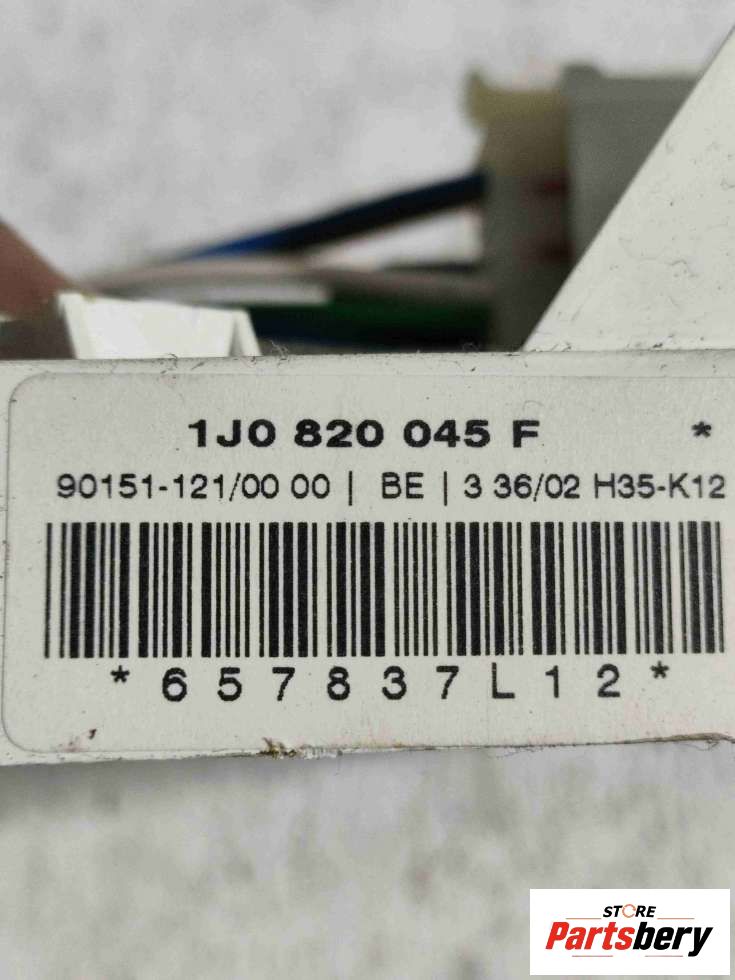 1J0 820 045 F *
90151-121/00 00 | BE | 3 36/02 H35-K12
*657837L12*
STORE
Partsbery